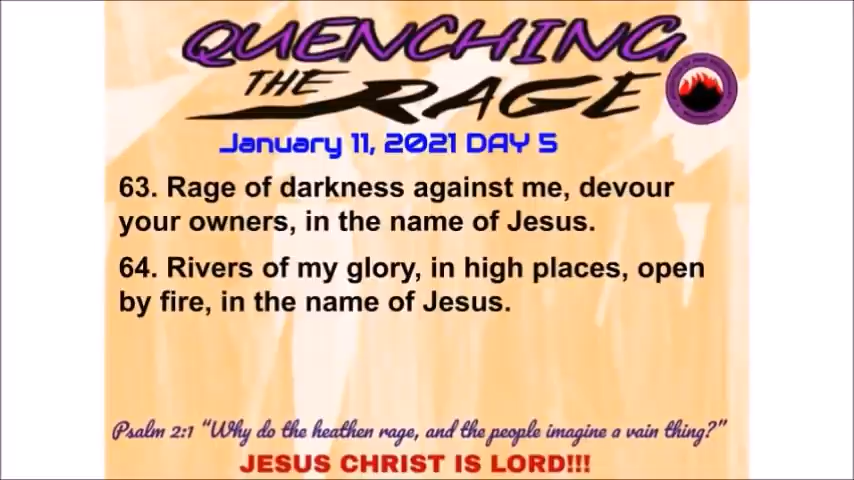 QUENCHING
THE RAGE
January 11, 2021 DAY 5
63. Rage of darkness against me, devour
your owners, in the name of Jesus.
64. Rivers of my glory, in high places, open
by fire, in the name of Jesus.
Psalm 2:1 “Why do the heathen rage, and the people imagine a vain thing?”
JESUS CHRIST IS LORD!!!